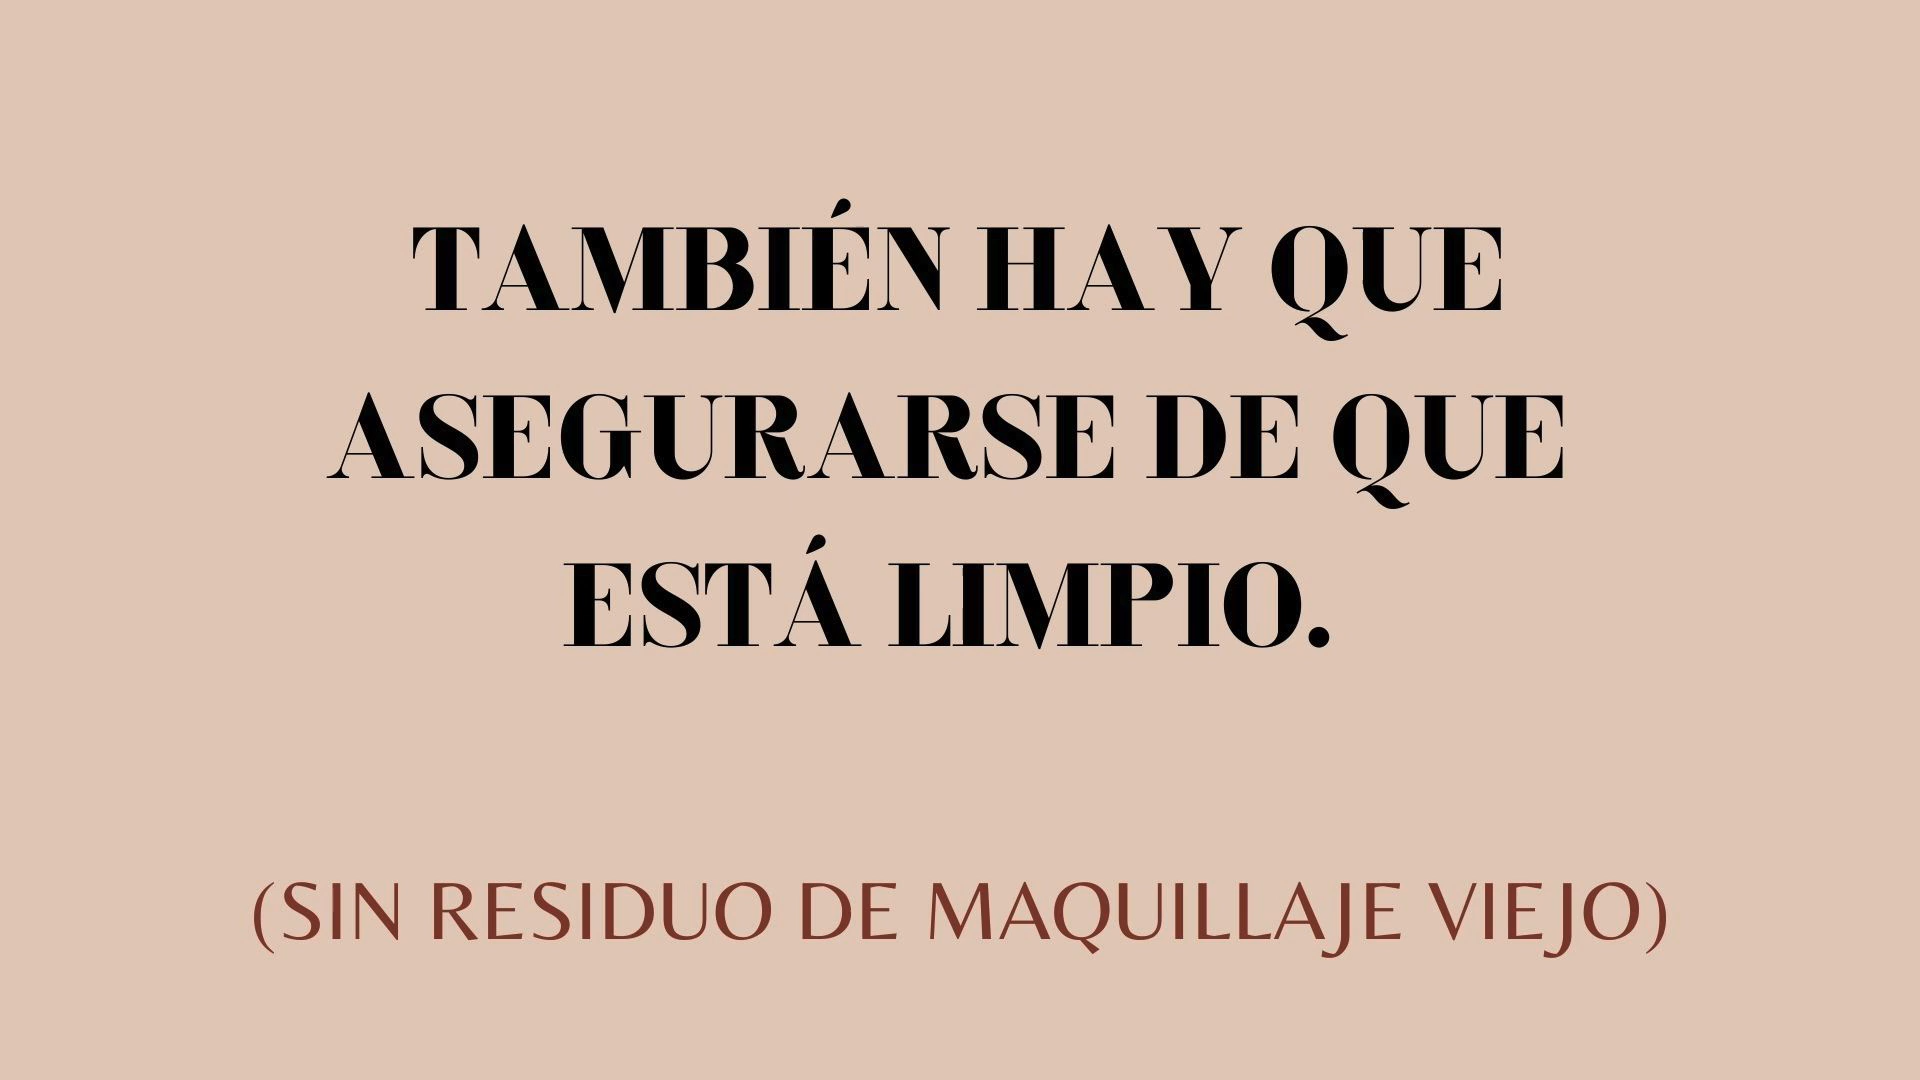 TAMBIÉN HAY QUE
ASEGURARSE DE QUE
ESTÁ LIMPIO.
(SIN RESIDUO DE MAQUILLAJE VIEJO)